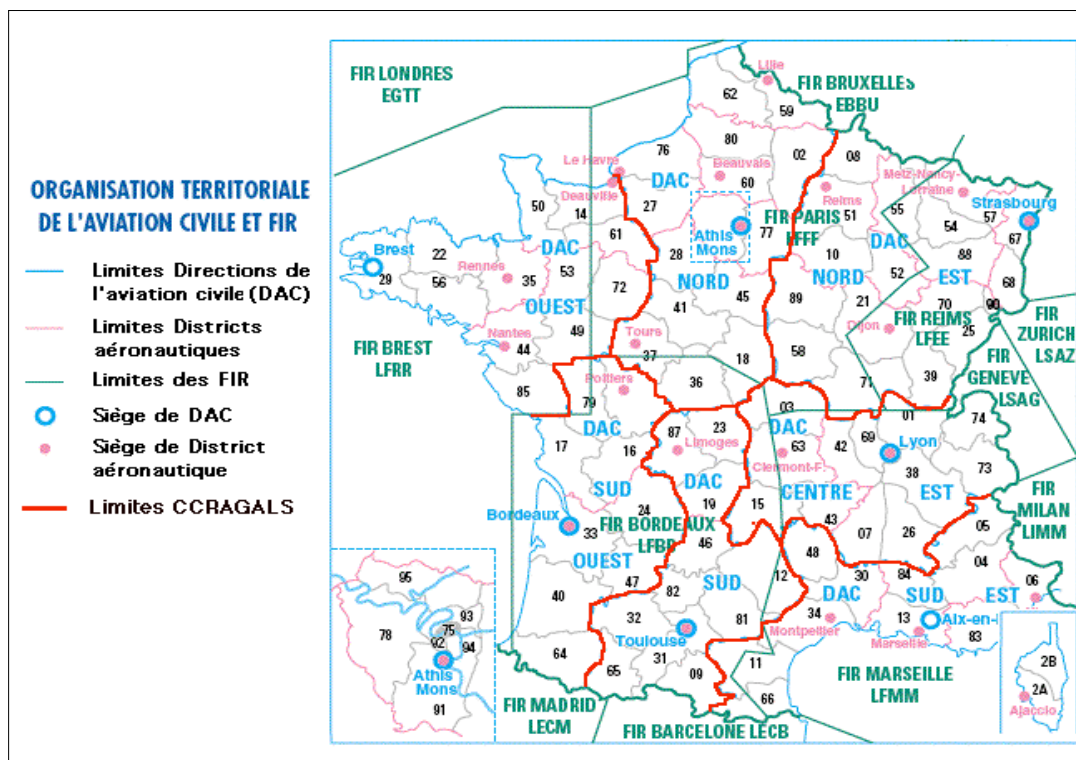 ORGANISATION TERRITORIALE
DE L'AVIATION CIVILE ET FIR
Limites Directions de
l'aviation civile (DAC)
Limites Districts
aéronautiques
Limites des FIR
Siège de DAC
Siège de District
aéronautique
Limites CCRAGALS
FIR LONDRES
EGTT
Lille
FIR BRUXELLES
EBBU
62
59
80
76
02
08
Le Havre
Beauvais
60
Metz-Nancy-
Lorraine
Deauville
DAC
Reims
Strasbourg
50
14
27
FIR PARIS
LFFF
51
55
57
54
67
Athis
Mons
77
61
DAC
DAC
Brest
22
Rennes
28
10
88
29
56
35
53
72
NORD
NORD
52
EST
68
OUEST
41
45
89
21
70
90
49
Tours
Dijon
FIR REIMS
LFEE
25
FIR
ZURICH
LSAZ
Nantes
44
37
18
58
FIR BREST
LFRR
FIR
GENEVE
LSAG
85
79
Poitiers
36
71
39
03
01
74
17
DAC
16
87
23
Limoges
DAC
63
42
69
Lyon
Clermont-F.
38
73
SUD
DAC
CENTRE
EST
24
19
15
Bordeaux
33
FIR BORDEAUX
LFBB
43
07
26
05
FIR
MILAN
LIMM
46
48
OUEST
47
SUD
12
30
84
04
06
40
82
DAC
SUD
EST
32
81
34
13
Aix-en-
Toulouse
Montpellier
Marseille
83
64
65
31
09
11
66
FIR MARSEILLE
LFMM
FIR MADRID
LECM
FIR BARCELONE LECB
2B
2A
Ajaccio
95
78
93
75
92
94
Athis
Mons
91